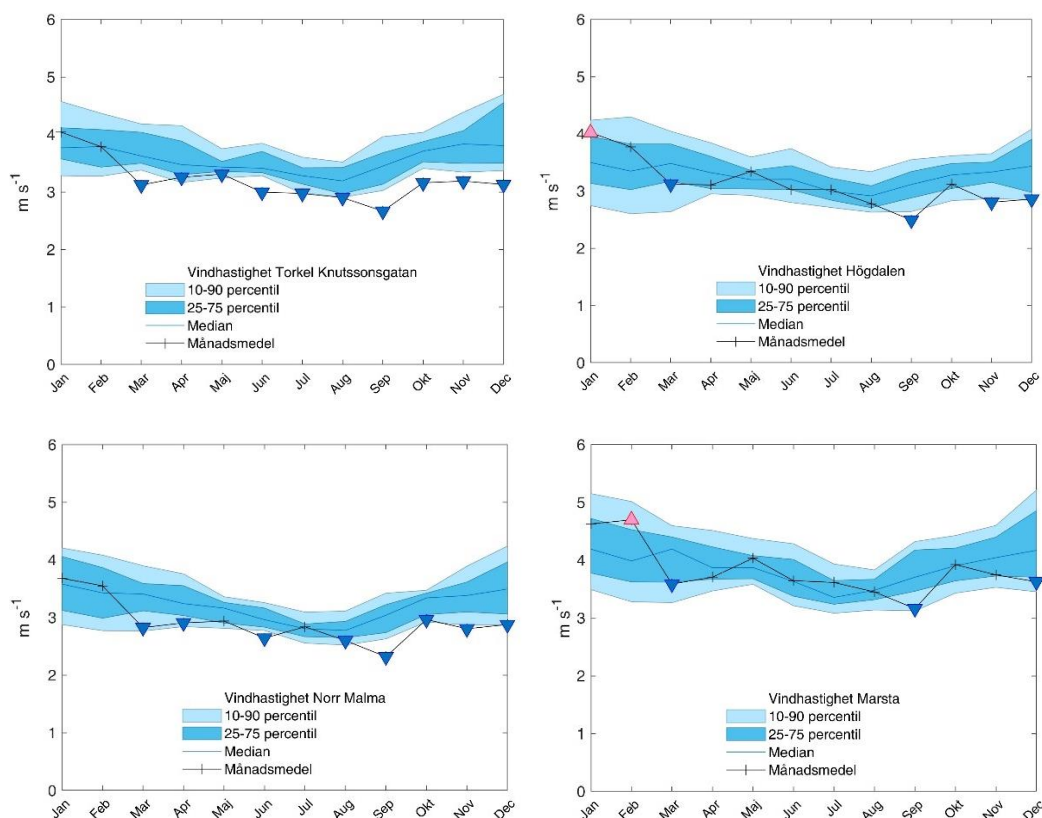 6
5
4
3
2
1
0
m s⁻¹
Vindhastighet Torkel Knutssonsgatan
10-90 percentil
25-75 percentil
Median
Månadsmedel
Jan Feb Mar Apr Maj Jun Jul Aug Sep Okt Nov Dec
6
5
4
3
2
1
0
m s⁻¹
Vindhastighet Högdalen
10-90 percentil
25-75 percentil
Median
Månadsmedel
Jan Feb Mar Apr Maj Jun Jul Aug Sep Okt Nov Dec
6
5
4
3
2
1
0
m s⁻¹
Vindhastighet Norr Malma
10-90 percentil
25-75 percentil
Median
Månadsmedel
Jan Feb Mar Apr Maj Jun Jul Aug Sep Okt Nov Dec
6
5
4
3
2
1
0
m s⁻¹
Vindhastighet Marsta
10-90 percentil
25-75 percentil
Median
Månadsmedel
Jan Feb Mar Apr Maj Jun Jul Aug Sep Okt Nov Dec